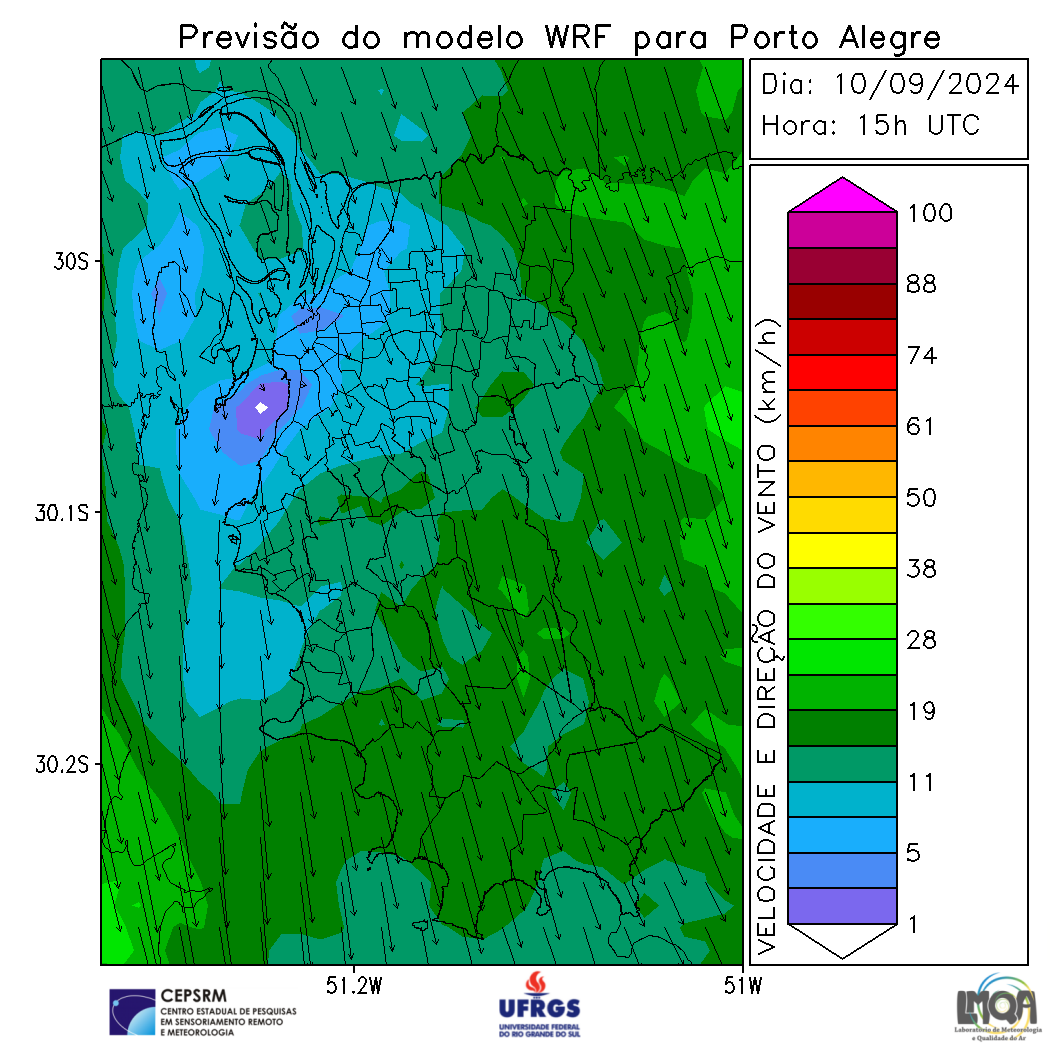 Previsão do modelo WRF para Porto Alegre
Dia: 10/09/2024
Hora: 15h UTC
30S
30.1S
30.2S
51.2W
51W
VELOCIDADE E DIREÇÃO DO VENTO (km/h)
100
88
74
61
50
38
28
19
11
5
1
CEPSRM
CENTRO ESTADUAL DE PESQUISAS
EM SENSORIAMENTO REMOTO
E METEOROLOGIA
UFRGS
UNIVERSIDADE FEDERAL
DO RIO GRANDE DO SUL
LMQA
Laboratório de Meteorologia
e Qualidade do Ar